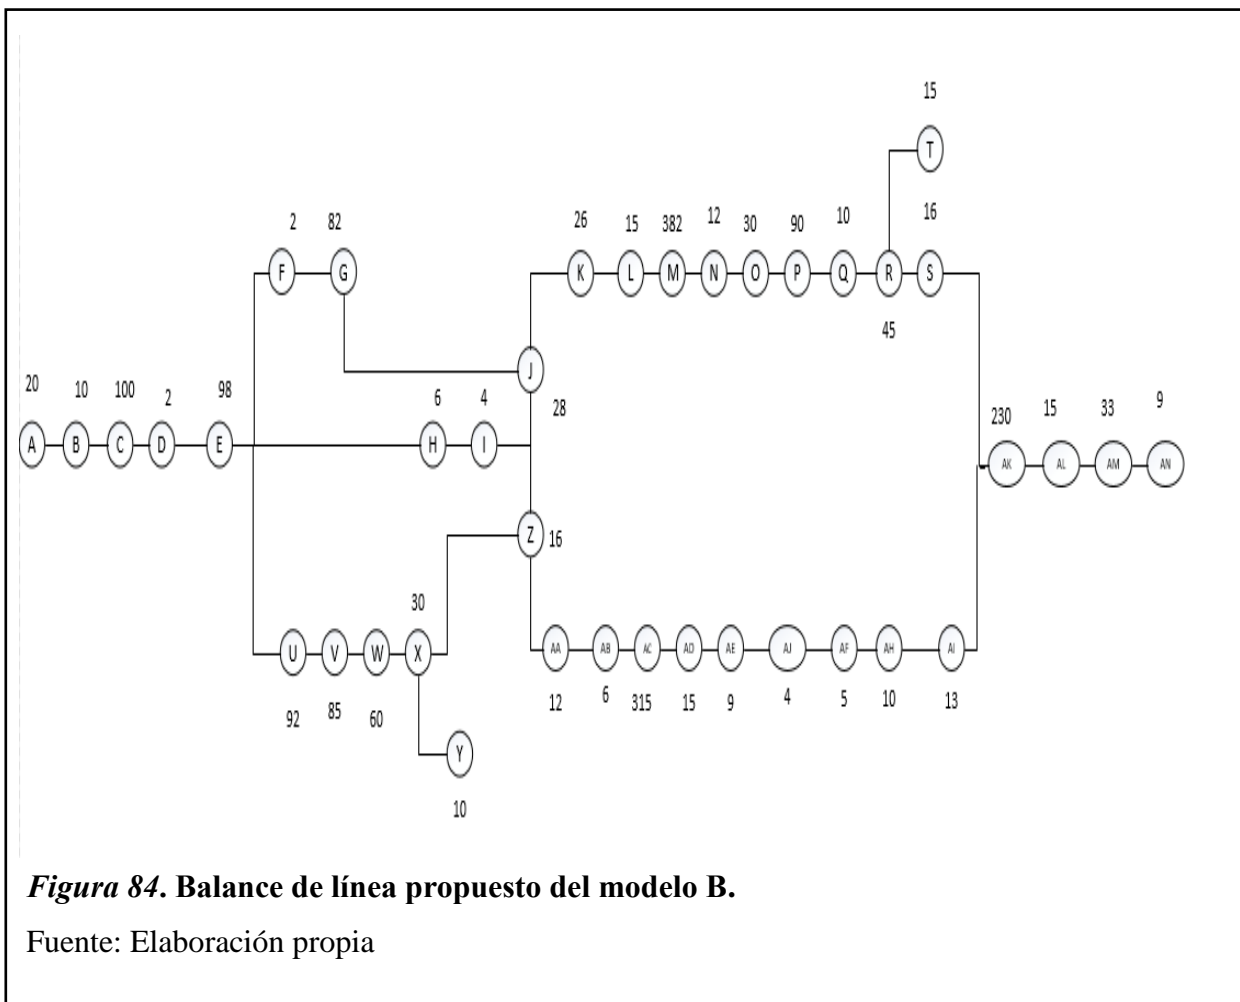 15
T
2 82 26 15 382 12 30 90 10 16
F G K L M N O P Q R S
45
J
20 10 100 2 98 6 4 28
230 15 33 9
A B C D E H I
AK AL AM AN
Z 16
30
U V W X AA AB AC AD AE AJ AF AH AI
92 85 60 12 6 315 15 9 4 5 10 13
Y
10
Figura 84. Balance de línea propuesto del modelo B.
Fuente: Elaboración propia